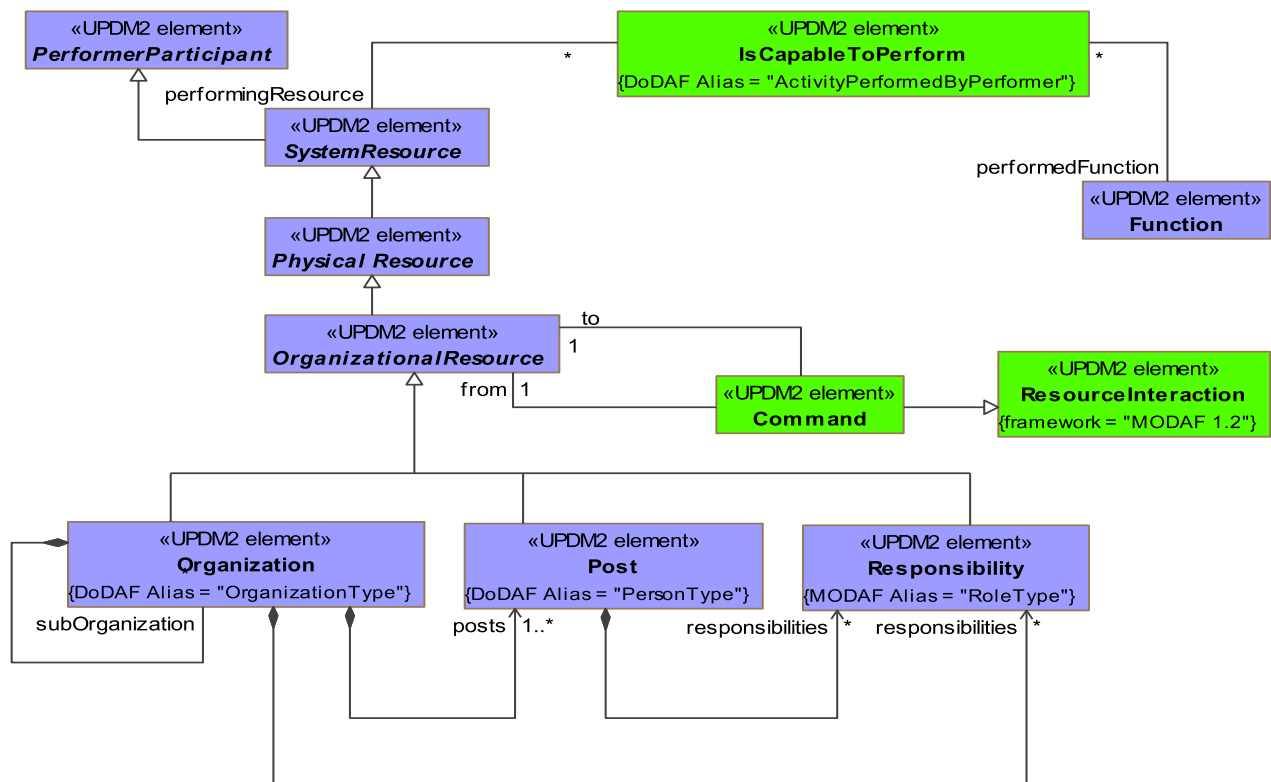 «UPDM2 element»
PerformerParticipant
«UPDM2 element»
IsCapableToPerform
{DoDAF Alias = "ActivityPerformedByPerformer"}
*
*
performingResource
«UPDM2 element»
SystemResource
performedFunction
«UPDM2 element»
Function
«UPDM2 element»
Physical Resource
«UPDM2 element»
OrganizationalResource
to
1
from 1
«UPDM2 element»
Command
«UPDM2 element»
ResourceInteraction
{framework = "MODAF 1.2"}
«UPDM2 element»
Organization
{DoDAF Alias = "OrganizationType"}
*
subOrganization
«UPDM2 element»
Post
{DoDAF Alias = "PersonType"}
posts 1..*
«UPDM2 element»
Responsibility
{MODAF Alias = "RoleType"}
responsibilities *
responsibilities *